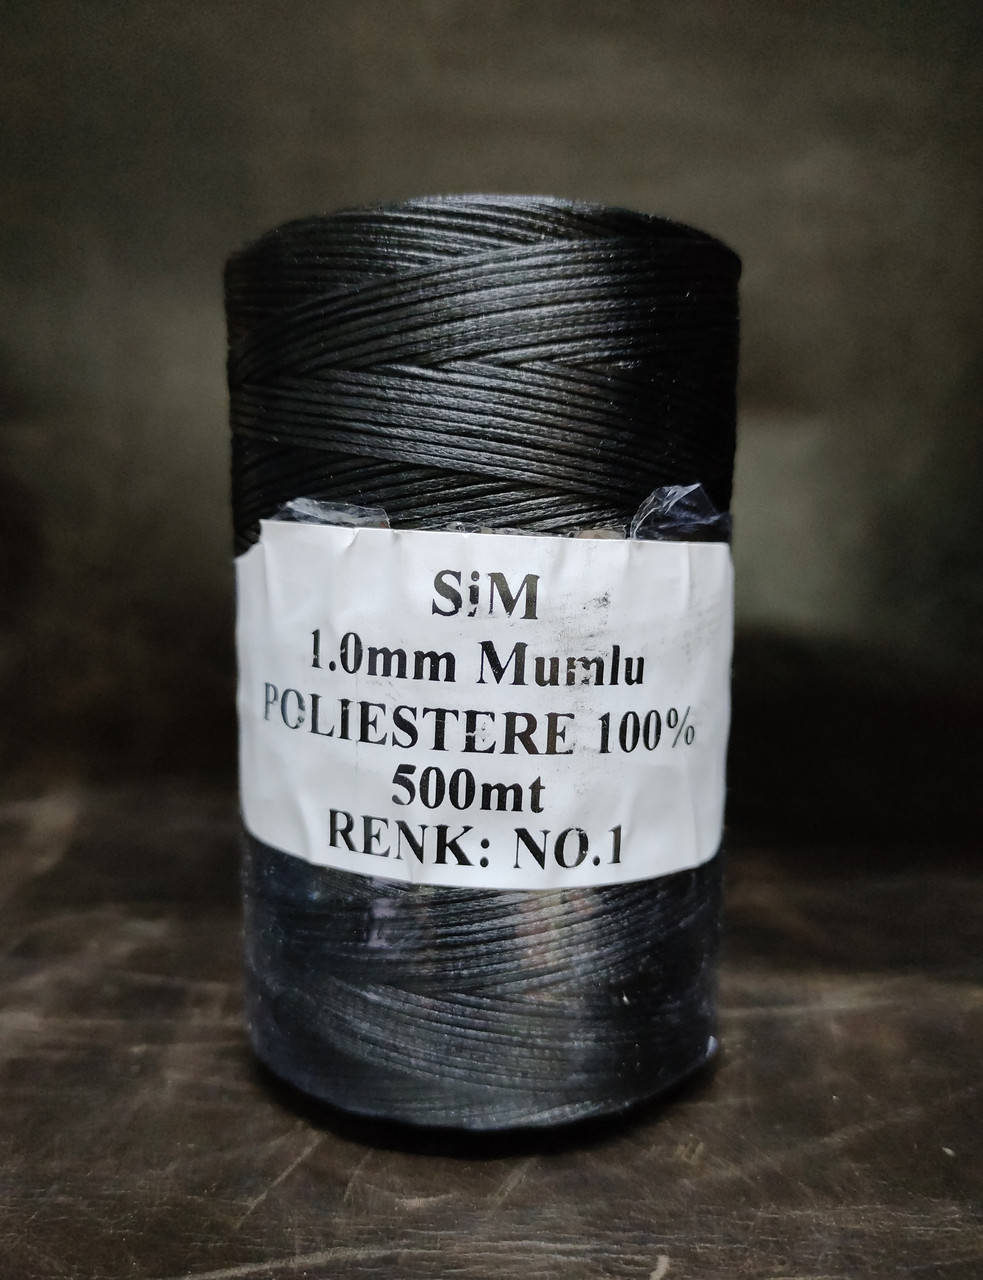 SiM
1.0mm Mumlu
POLIESTERE 100%
500mt
RENK: NO.1